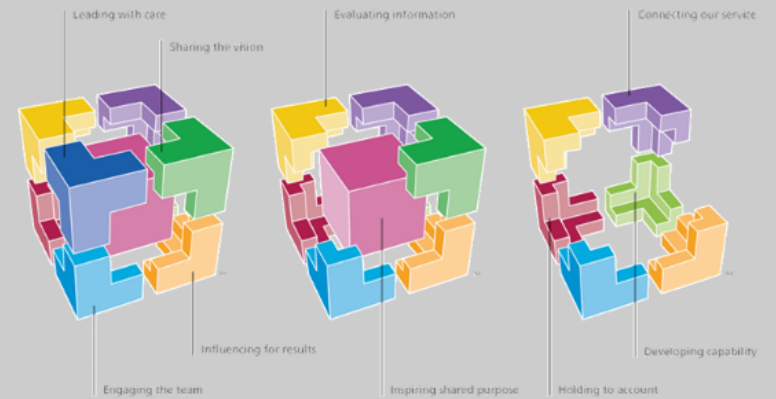 Leading with care
Evaluating information
Connecting our service
Sharing the vision
Influencing for results
Developing capability
Engaging the team
Inspiring shared purpose
Holding to account